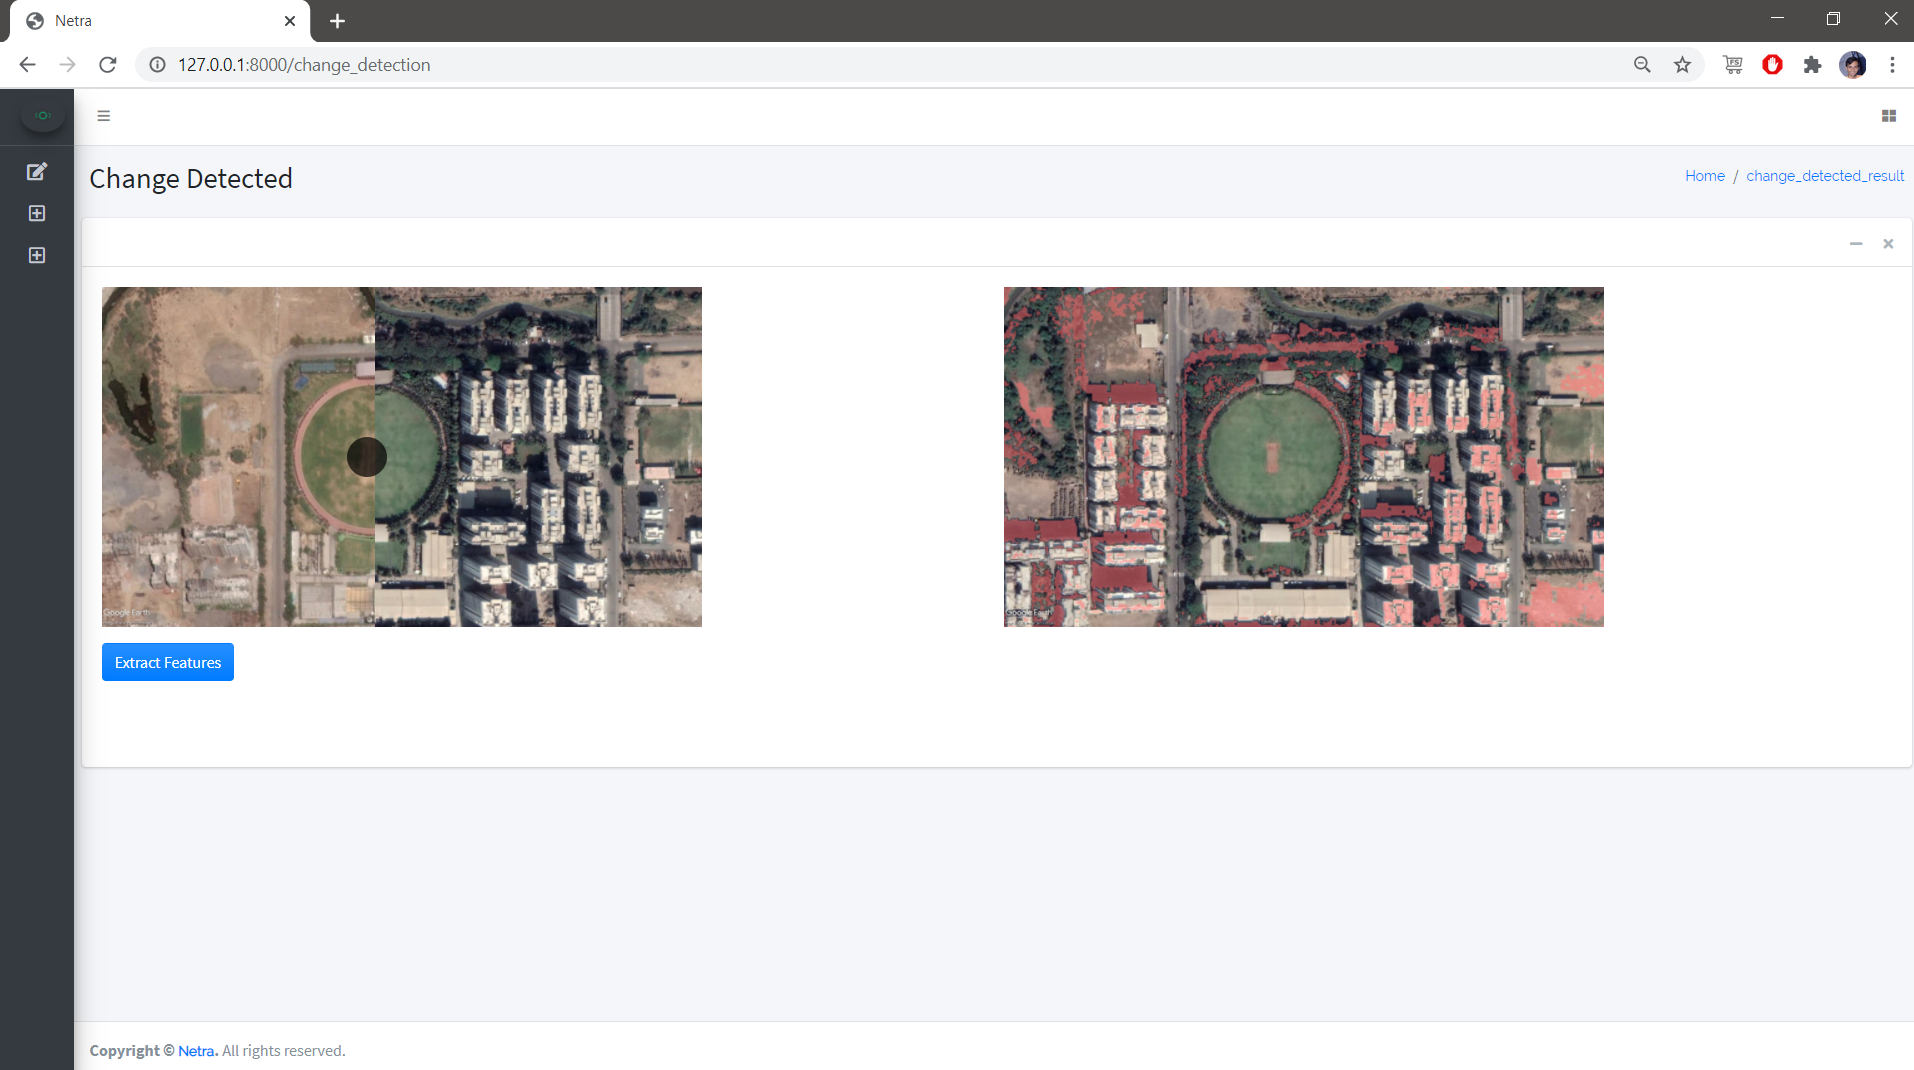 Netra
127.0.0.1:8000/change_detection
FS
Change Detected
Home / change_detected_result
Google Earth
Google Earth
Extract Features
Copyright © Netra. All rights reserved.